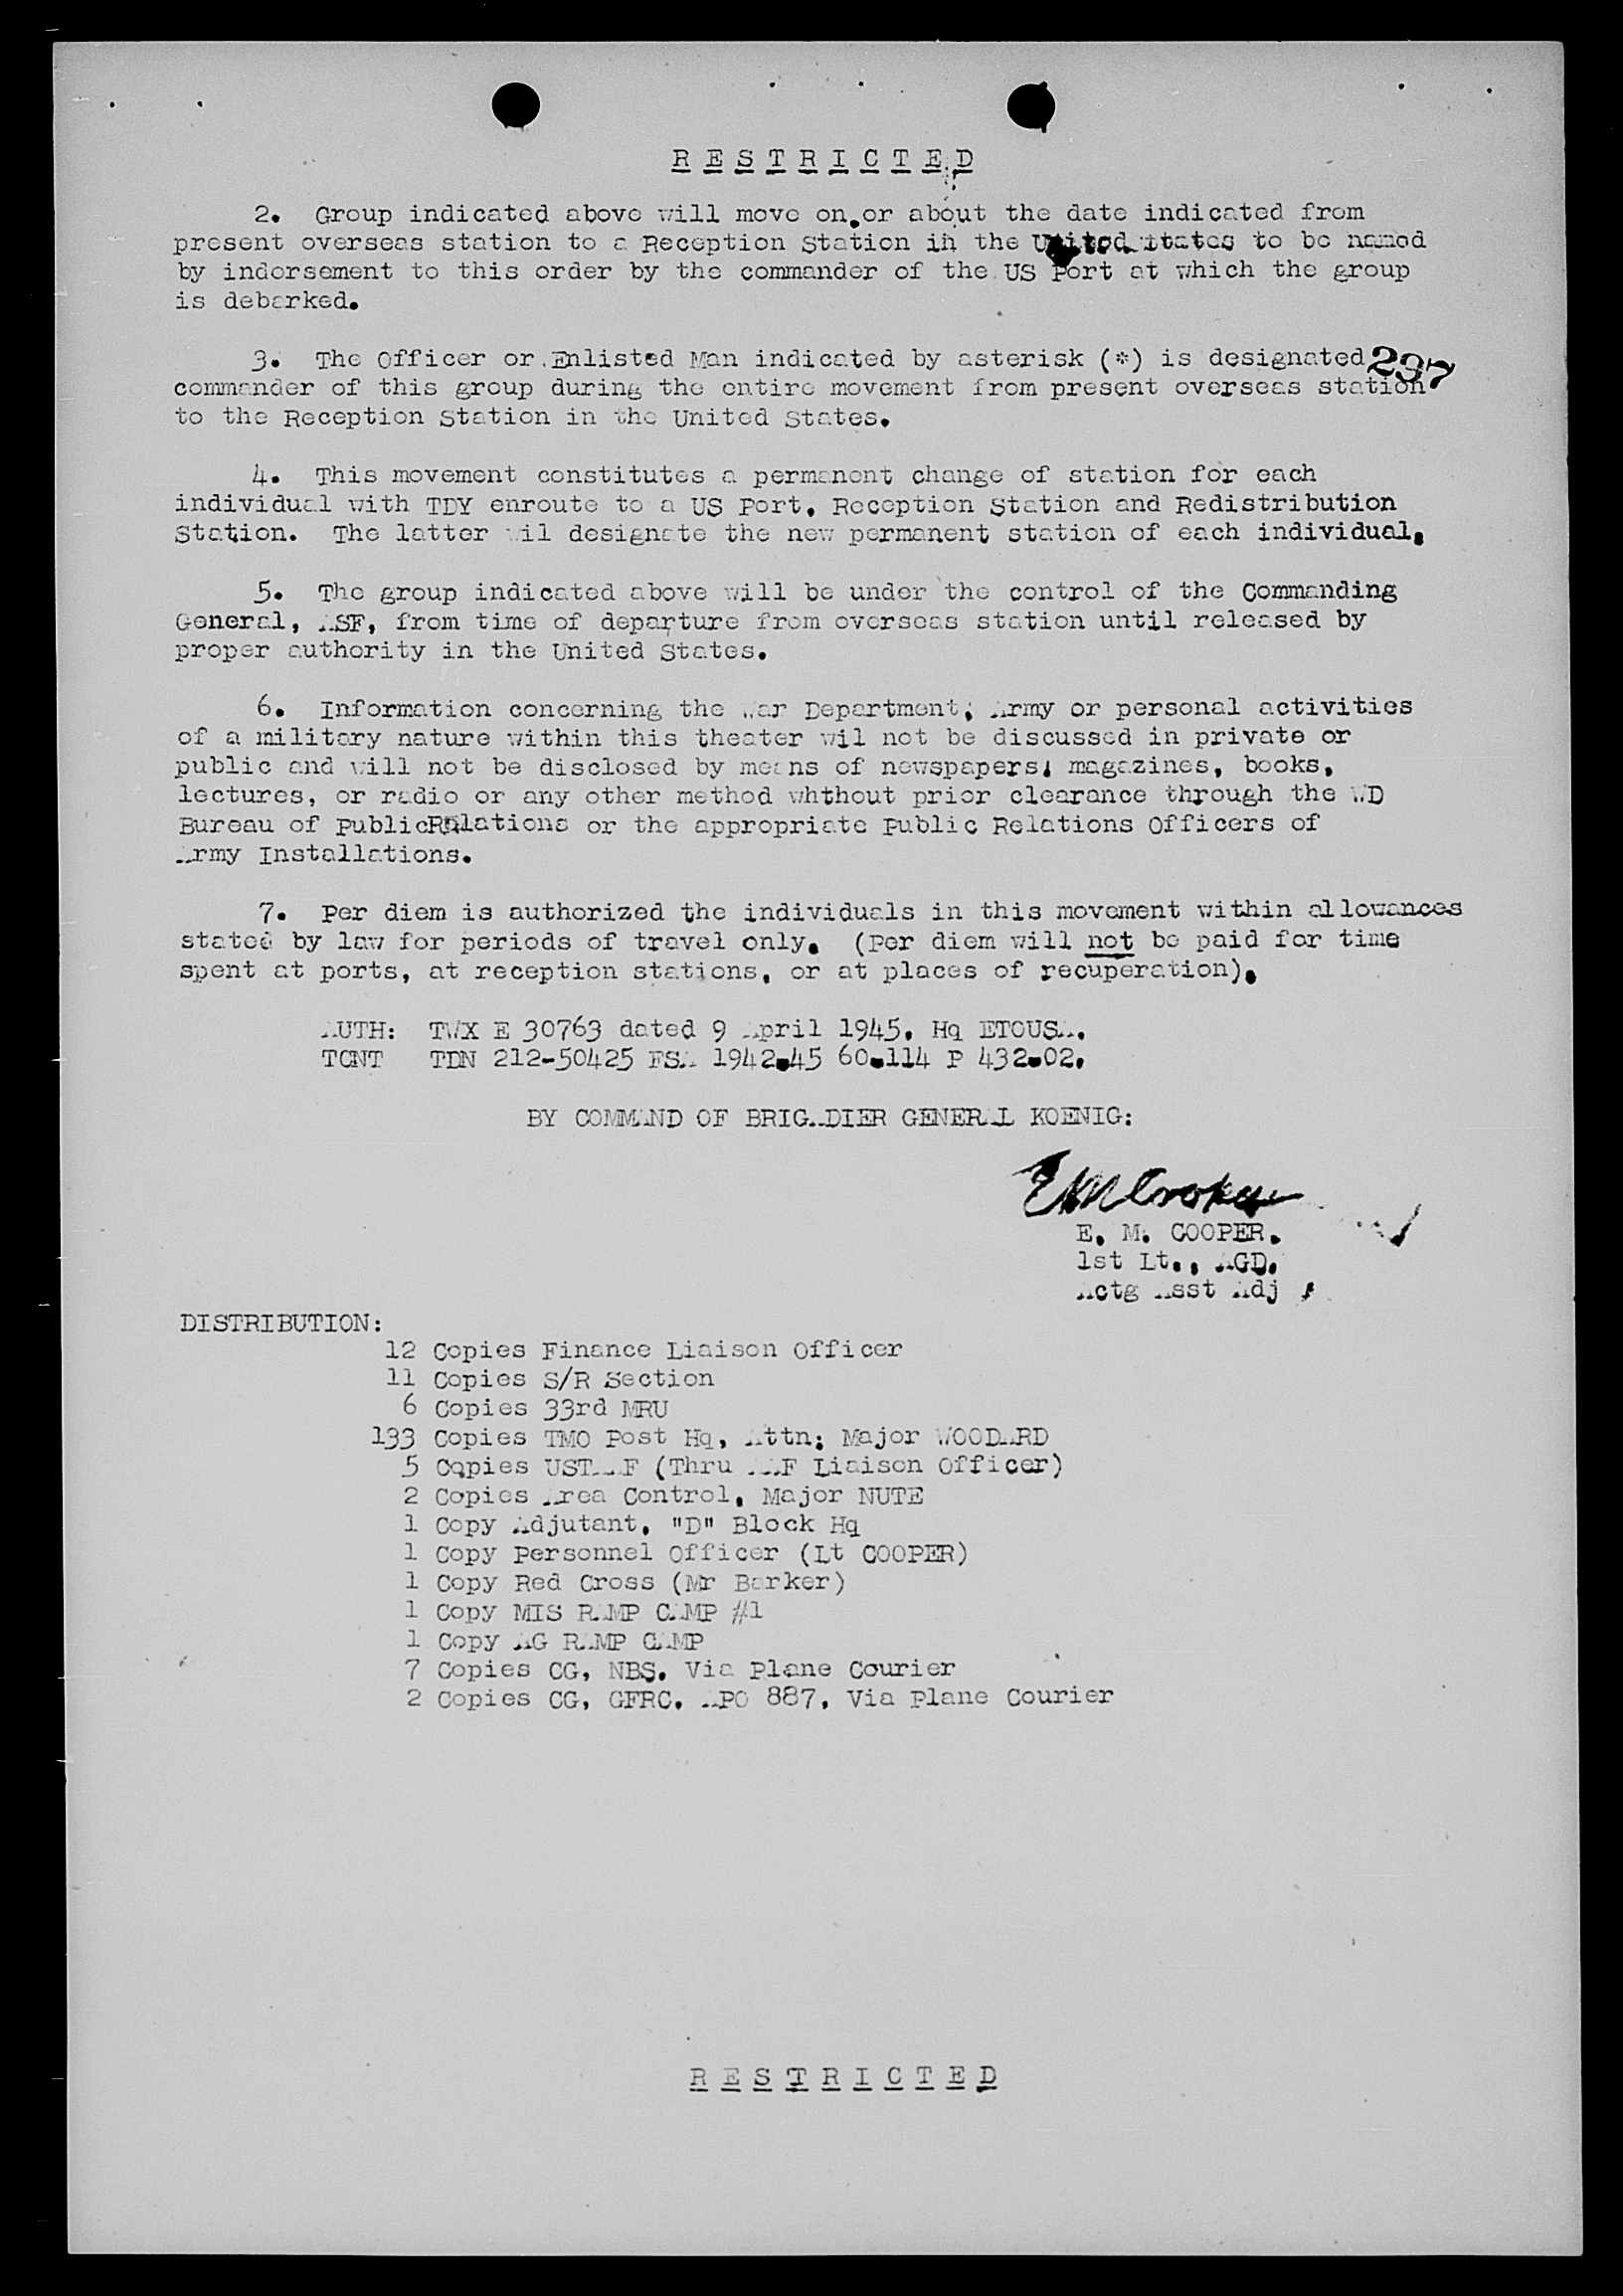 R E S T R I C T E D
2. Group indicated above will move on or about the date indicated from
present overseas station to a Reception Station in the United States to be named
by indorsement to this order by the commander of the US Port at which the group
is debarked.
3. The Officer or Enlisted Man indicated by asterisk (*) is designated
237
commander of this group during the entire movement from present overseas station
to the Reception Station in the United States.
4. This movement constitutes a permanent change of station for each
individual with TDY enroute to a US Port, Reception Station and Redistribution
Station. The latter wil designate the new permanent station of each individual.
5. The group indicated above will be under the control of the Commanding
General, ASF, from time of departure from overseas station until released by
proper authority in the United States.
6. Information concerning the War Department, Army or personal activities
of a military nature within this theater wil not be discussed in private or
public and will not be disclosed by means of newspapers, magazines, books,
lectures, or radio or any other method whthout prior clearance through the WD
Bureau of PublicRelations or the appropriate Public Relations Officers of
Army Installations.
7. Per diem is authorized the individuals in this movement within allowances
stated by law for periods of travel only. (Per diem will not be paid for time
spent at ports, at reception stations, or at places of recuperation).
AUTH: TWX E 30763 dated 9 April 1945, Hq ETOUSA.
TCNT TDN 212-50425 FSA 1942-45 60-114 P 432-02.
BY COMMAND OF BRIGADIER GENERAL KOENIG:
E. M. COOPER.
1st Lt., AGD.
Actg Asst Adj
DISTRIBUTION:
12 Copies Finance Liaison Officer
11 Copies S/R Section
6 Copies 33rd MRU
133 Copies TMO Post Hq, Attn: Major WOODARD
5 Copies USTAAF (Thru AAF Liaison Officer)
2 Copies Area Control, Major NUTE
1 Copy Adjutant, "D" Block Hq
1 Copy Personnel Officer (Lt COOPER)
1 Copy Red Cross (Mr Barker)
1 Copy MIS RAMP CAMP #1
1 Copy AG RAMP CAMP
7 Copies CG, NBS, Via Plane Courier
2 Copies CG, GFRC, APO 887, Via Plane Courier
R E S T R I C T E D